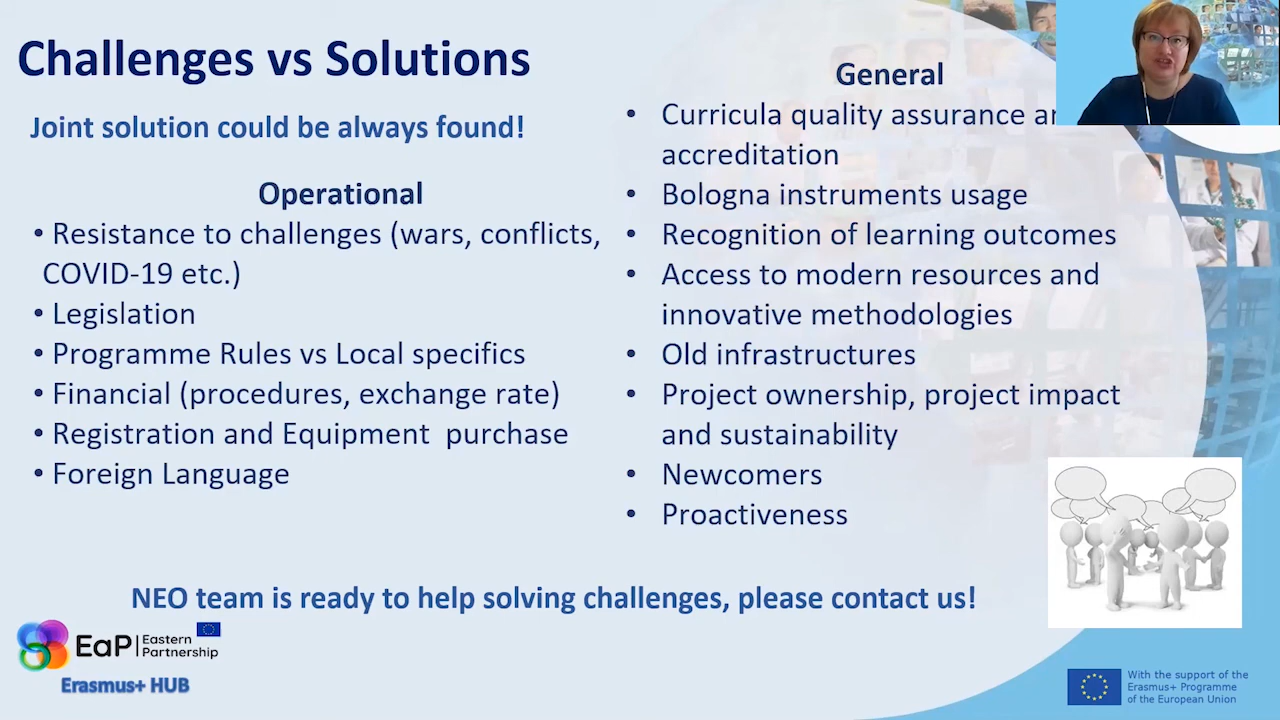 Challenges vs Solutions
Joint solution could be always found!
Operational
• Resistance to challenges (wars, conflicts,
COVID-19 etc.)
• Legislation
• Programme Rules vs Local specifics
• Financial (procedures, exchange rate)
• Registration and Equipment  purchase
• Foreign Language
General
• Curricula quality assurance
accreditation
• Bologna instruments usage
• Recognition of learning outcomes
• Access to modern resources and
innovative methodologies
• Old infrastructures
• Project ownership, project impact
and sustainability
• Newcomers
• Proactiveness
NEO team is ready to help solving challenges, please contact us!
EaP Eastern
Partnership
Erasmus+ HUB
With the support of the
Erasmus+ Programme
of the European Union